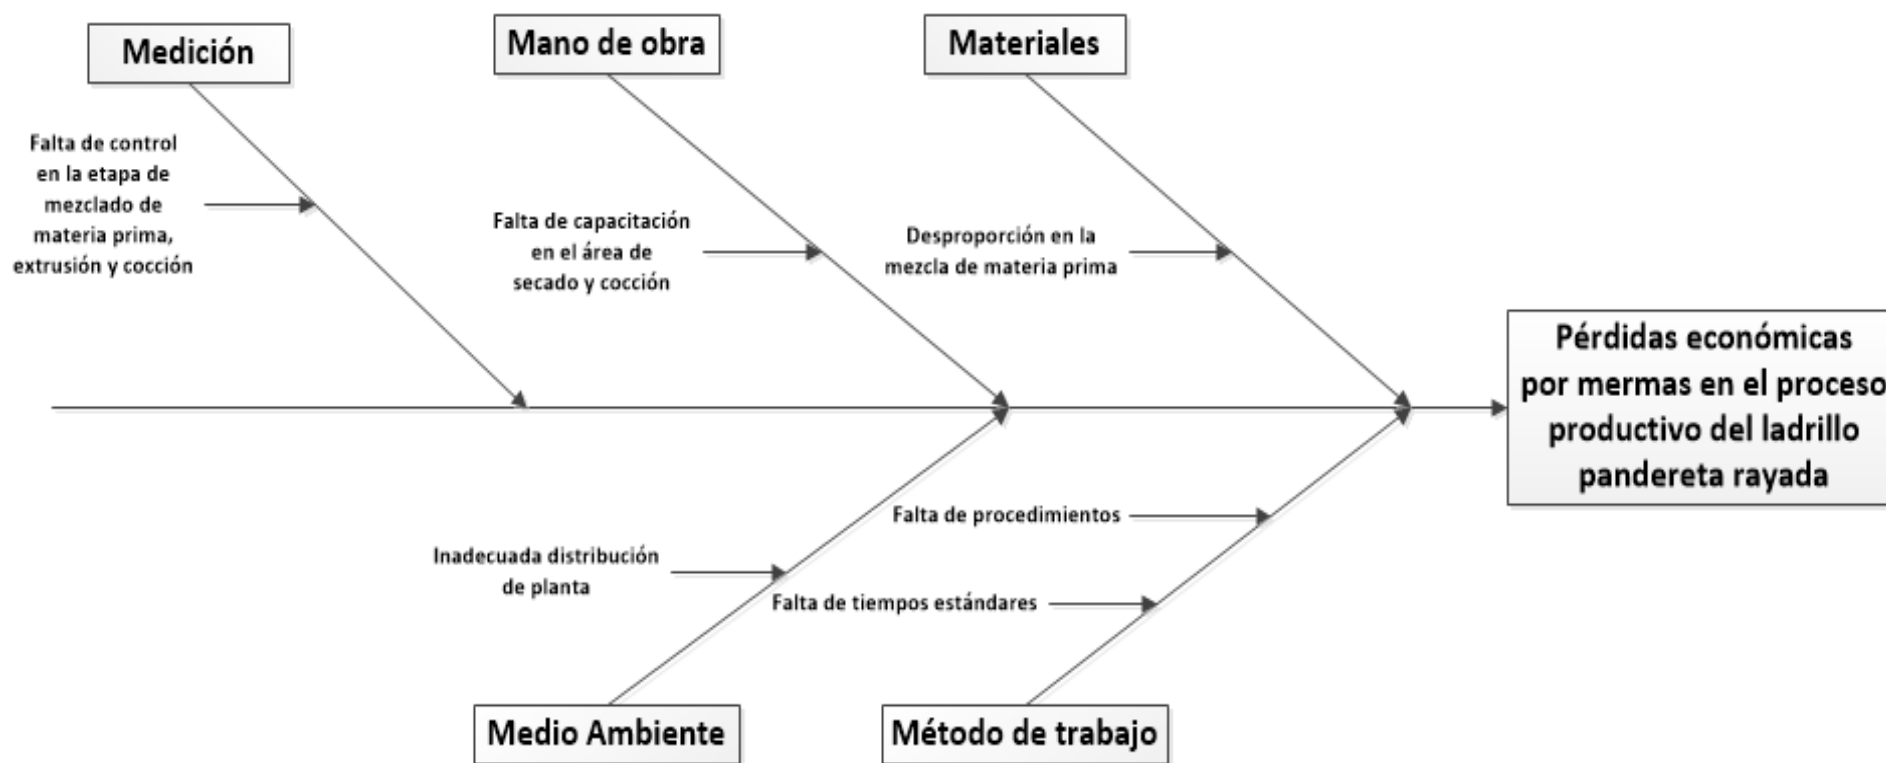 Medición
Mano de obra
Materiales
Falta de control
en la etapa de
mezclado de
materia prima,
extrusión y cocción
Falta de capacitación
en el área de
secado y cocción
Desproporción en la
mezcla de materia prima
Pérdidas económicas
por mermas en el proceso
productivo del ladrillo
pandereta rayada
Falta de procedimientos
Inadecuada distribución
de planta
Falta de tiempos estándares
Medio Ambiente
Método de trabajo